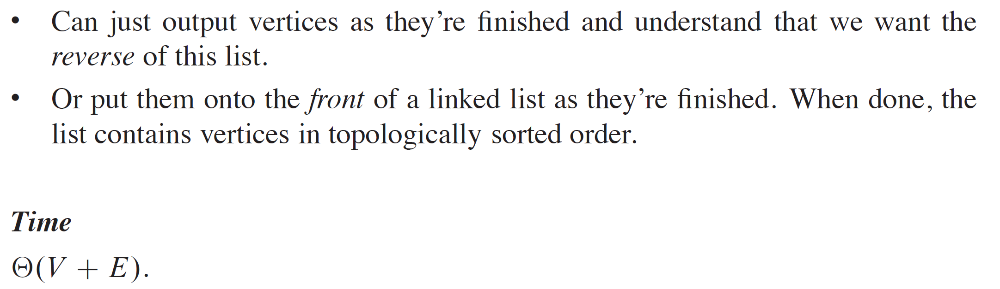 • Can just output vertices as they’re finished and understand that we want the
reverse of this list.
• Or put them onto the front of a linked list as they’re finished. When done, the
list contains vertices in topologically sorted order.
Time
Θ(V + E).